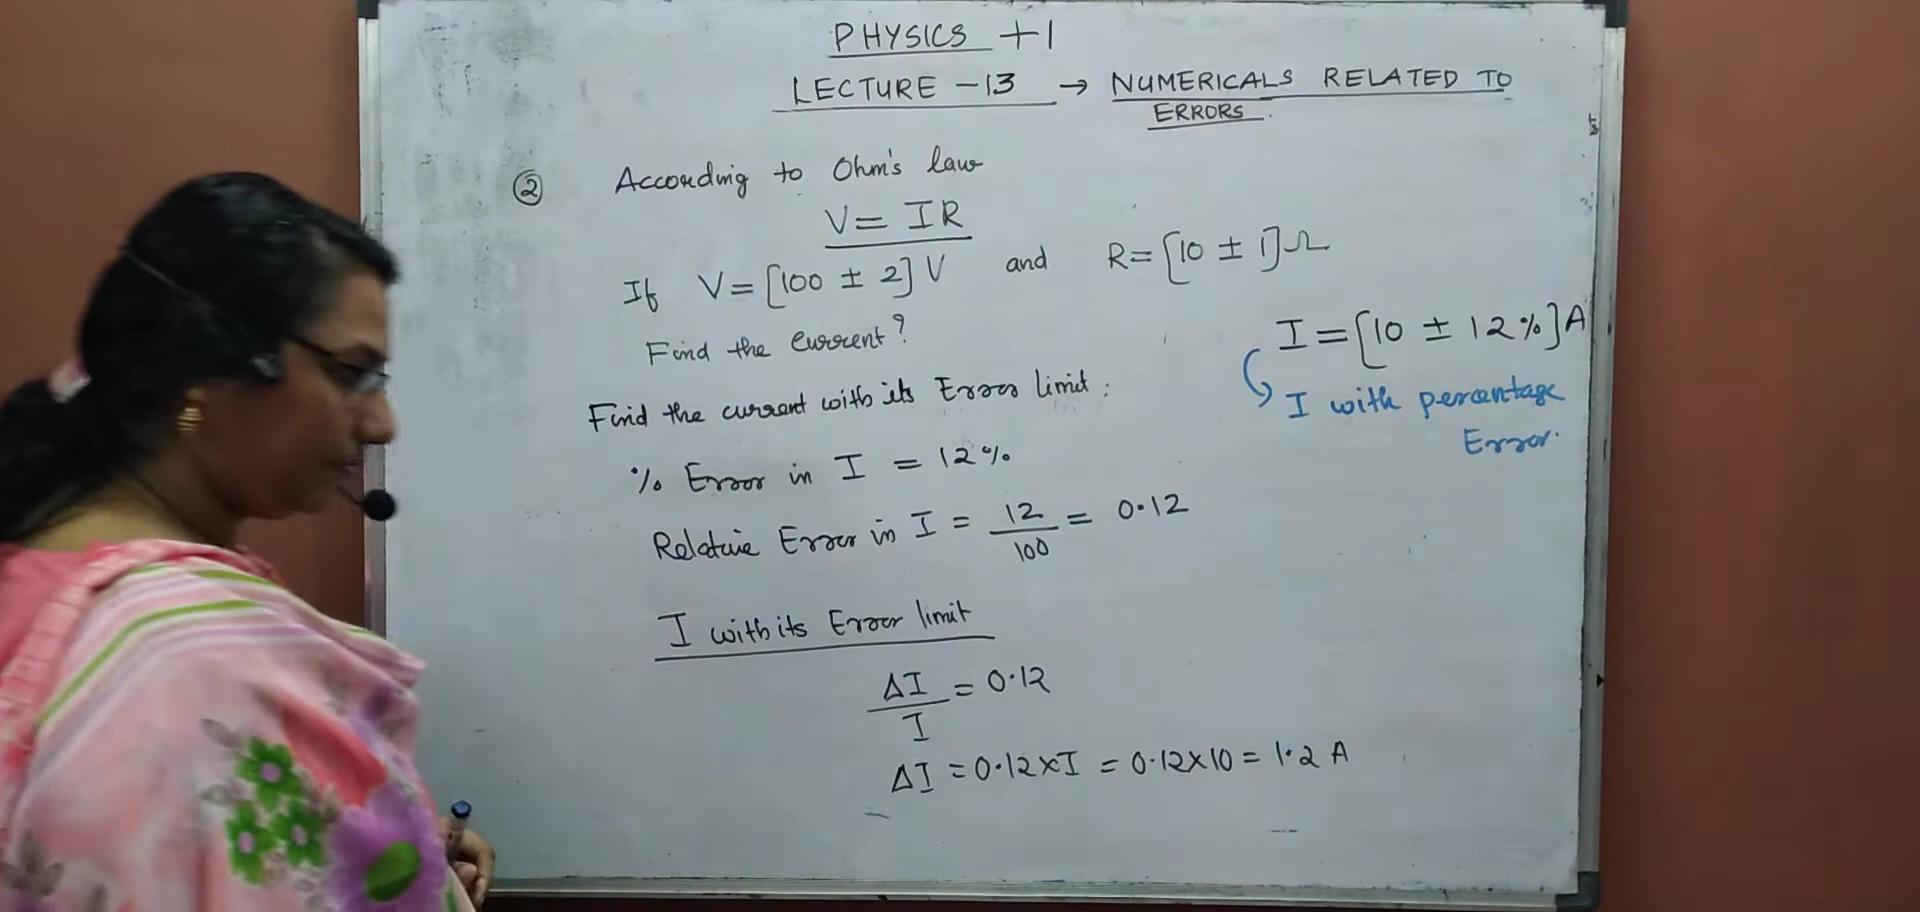 PHYSICS +1
LECTURE - 13 → NUMERICALS RELATED TO
ERRORS.
② According to Ohm's law
V = IR
If V = [100 ± 2] V and R = [10 ± 1] Ω
Find the Current?
I = [10 ± 12 %] A
I with percentage
Error.
Find the current with its Error limit :
% Error in I = 12 %
Relative Error in I = 12/100 = 0.12
I with its Error limit
ΔI/I = 0.12
ΔI = 0.12 × I = 0.12 × 10 = 1.2 A